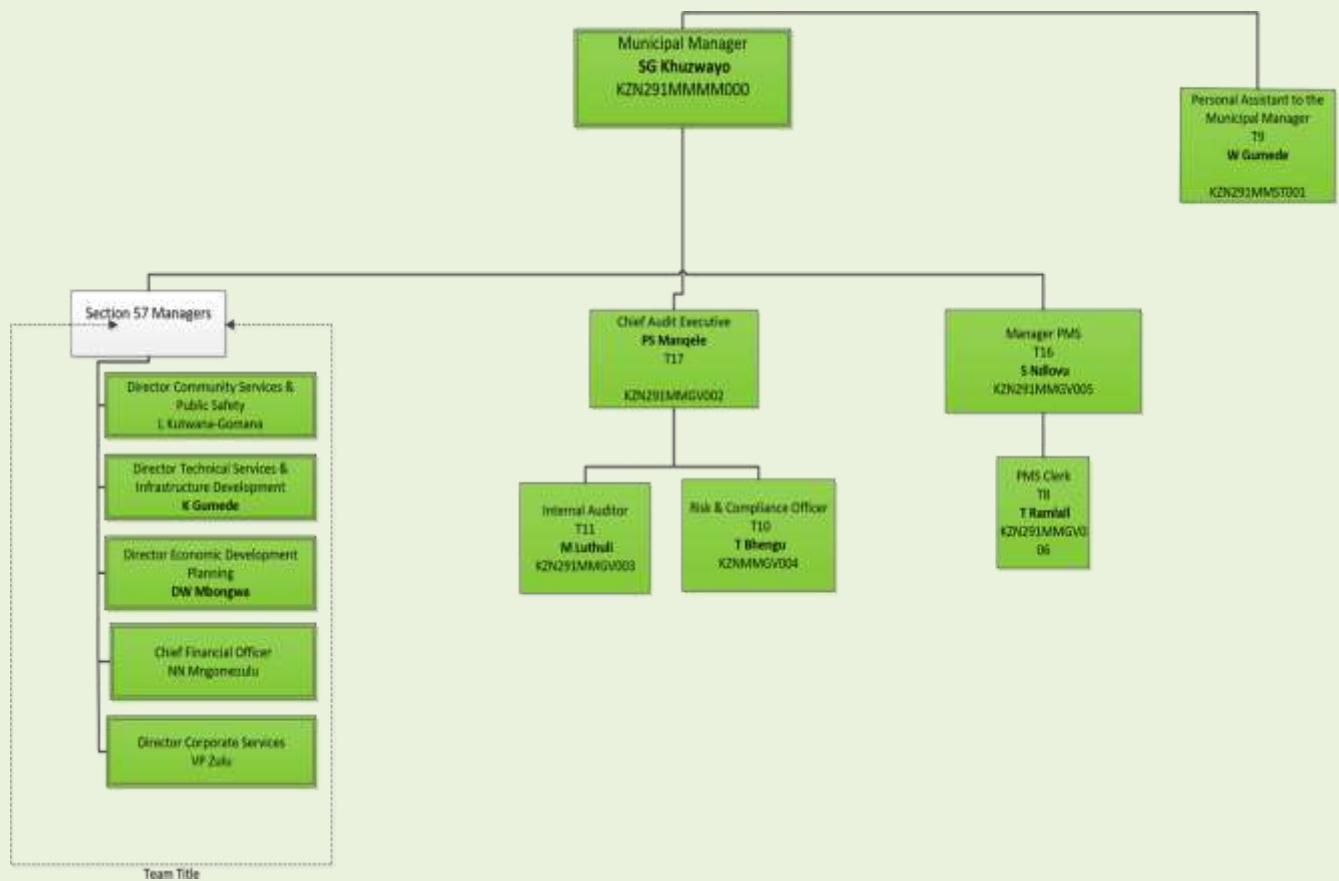 Municipal Manager
SG Khuzwayo
KZN291MMMM000
Personal Assistant to the
Municipal Manager
T9
W Gumede
KZN291MMST001
Section 57 Managers
Director Community Services &
Public Safety
L Kutwana-Gomana
Director Technical Services &
Infrastructure Development
K Gumede
Director Economic Development
Planning
DW Mbongwa
Chief Financial Officer
NN Mngomezulu
Director Corporate Services
VP Zulu
Team Title
Chief Audit Executive
PS Manqele
T17
KZN291MMGV002
Internal Auditor
T11
M Luthuli
KZN291MMGV003
Risk & Compliance Officer
T10
T Bhengu
KZNMMGV004
Manager PMS
T16
S Ndlovu
KZN291MMGV005
PMS Clerk
T8
T Ramlall
KZN291MMGV0
06